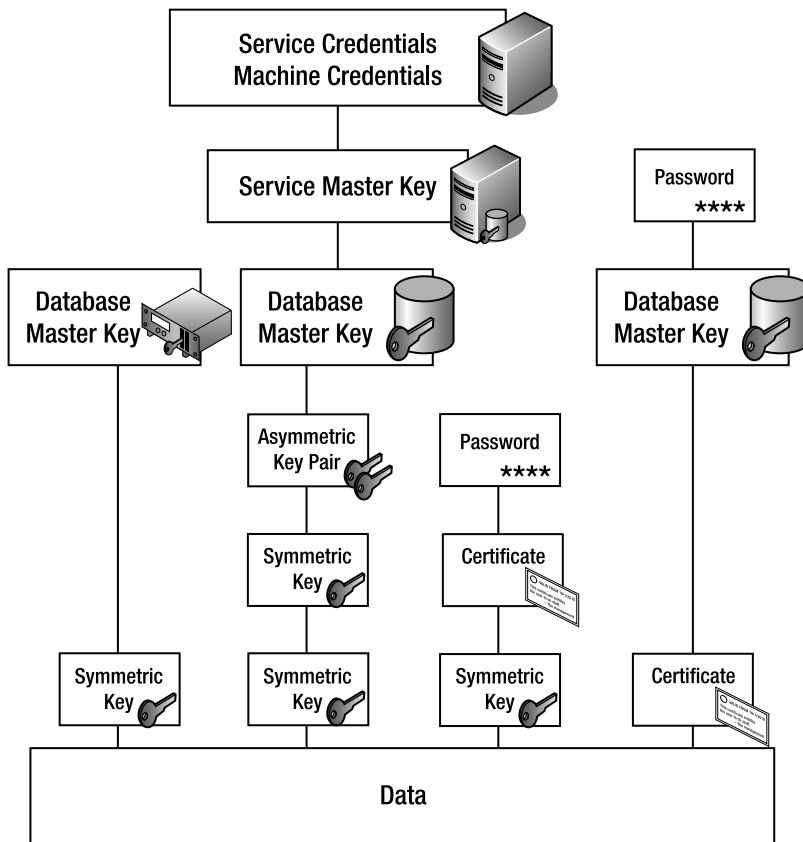 Service Credentials
Machine Credentials
Service Master Key
Password
****
Database
Master Key
Database
Master Key
Database
Master Key
Asymmetric
Key Pair
Password
****
Symmetric
Key
Certificate
Symmetric
Key
Symmetric
Key
Symmetric
Key
Certificate
Data